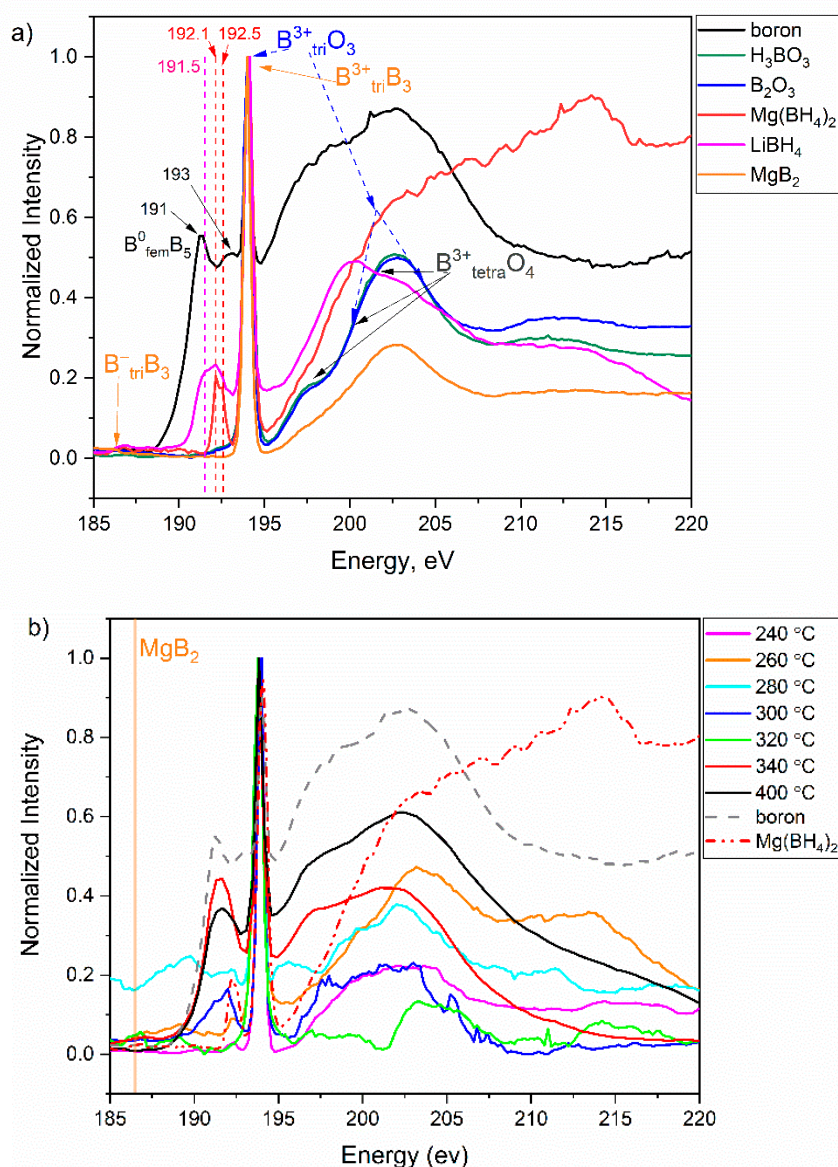 a)
192.1
192.5
191.5
B³⁺triO₃
B³⁺triB₃
193
191
B⁰femB₅
B³⁺tetraO₄
B⁻triB₃
boron
H₃BO₃
B₂O₃
Mg(BH₄)₂
LiBH₄
MgB₂
1.0
0.8
0.6
0.4
0.2
0.0
Normalized Intensity
185 190 195 200 205 210 215 220
Energy, eV
b)
MgB₂
240 °C
260 °C
280 °C
300 °C
320 °C
340 °C
400 °C
boron
Mg(BH₄)₂
1.0
0.8
0.6
0.4
0.2
0.0
Normalized Intensity
185 190 195 200 205 210 215 220
Energy (ev)